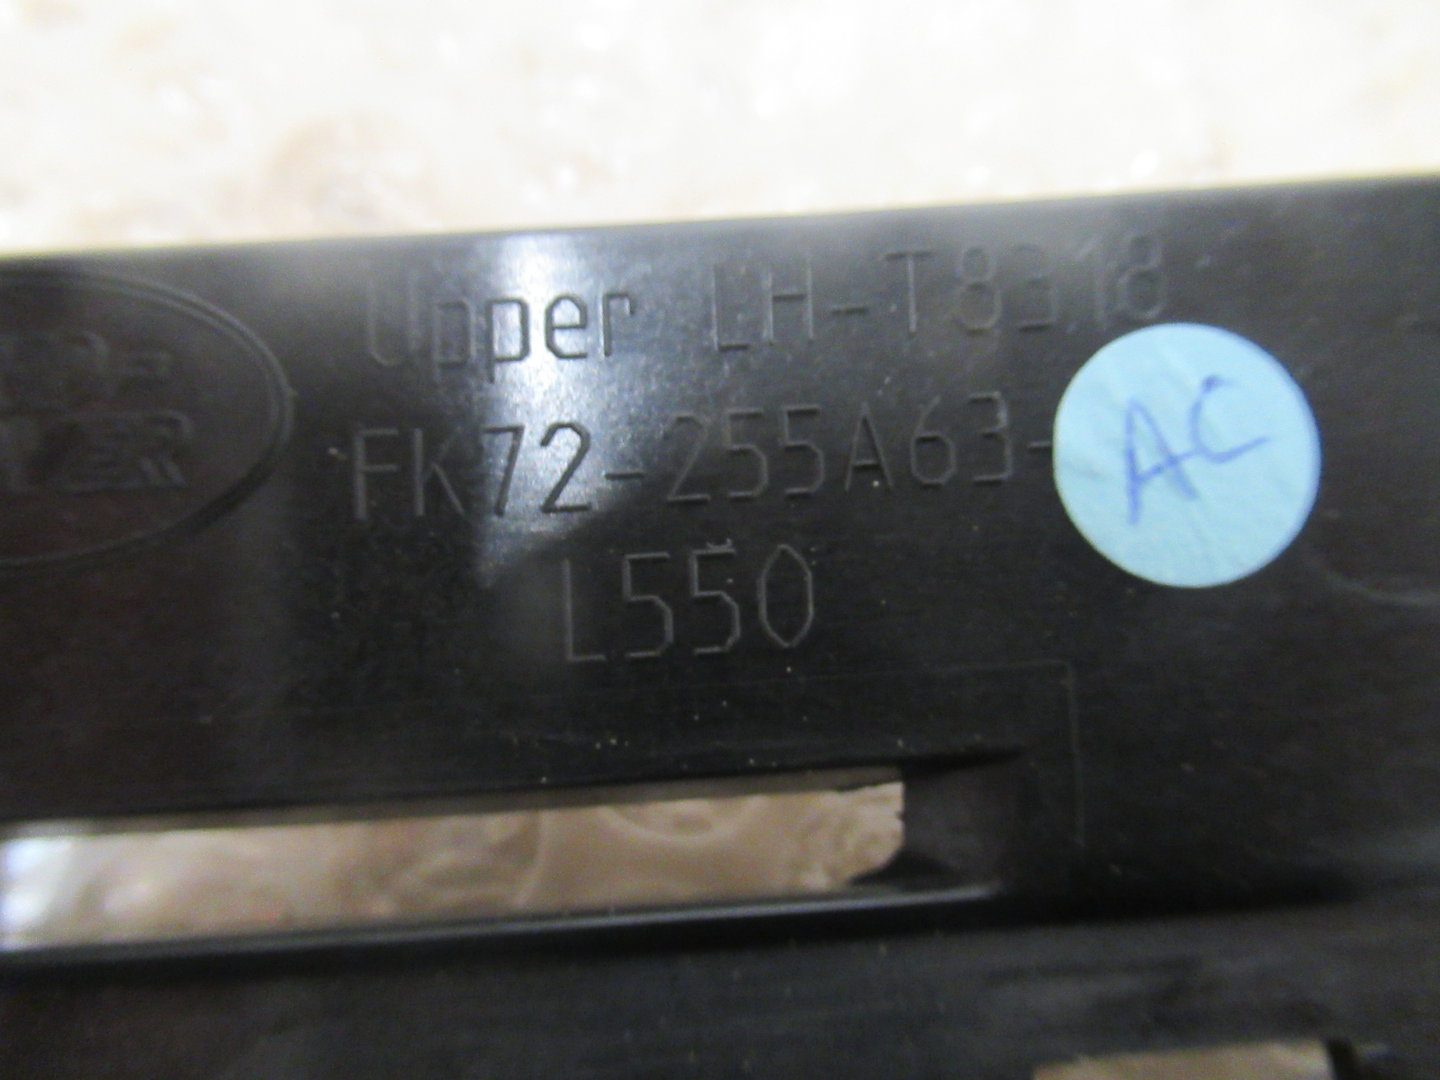 Upper LH-T8318
FK72-255A63-
L550
AC